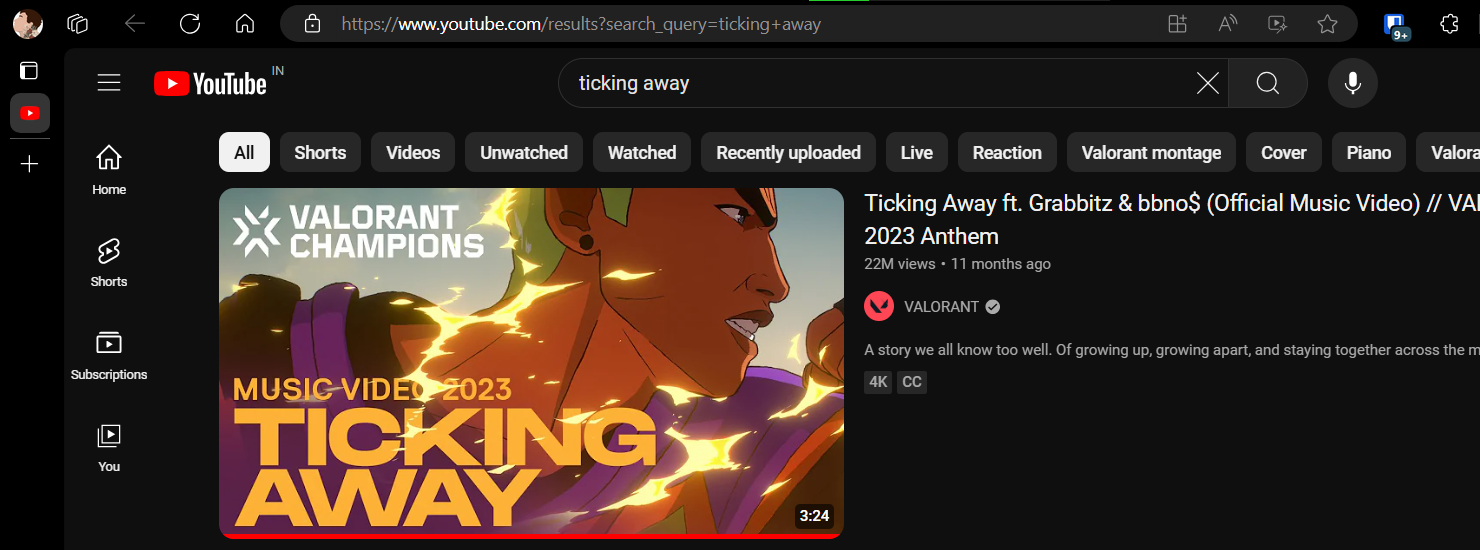 https://www.youtube.com/results?search_query=ticking+away
9+
YouTube IN
ticking away
All
Shorts
Videos
Unwatched
Watched
Recently uploaded
Live
Reaction
Valorant montage
Cover
Piano
Valora
Home
Shorts
Subscriptions
You
VALORANT
CHAMPIONS
MUSIC VIDEO 2023
TICKING
AWAY
3:24
Ticking Away ft. Grabbitz & bbno$ (Official Music Video) // VAL
2023 Anthem
22M views • 11 months ago
VALORANT
A story we all know too well. Of growing up, growing apart, and staying together across the m
4K
CC